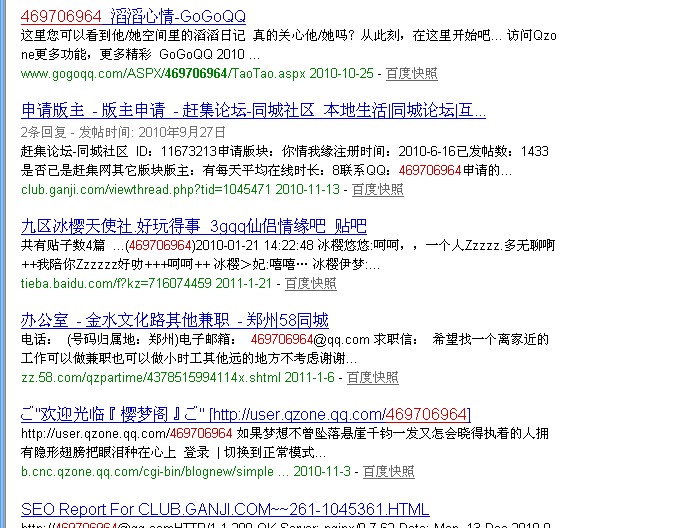 469706964_滔滔心情-GoGoQQ
这里您可以看到他/她空间里的滔滔日记 真的关心他/她吗? 从此刻，在这里开始吧... 访问Qzo
ne更多功能，更多精彩 GoGoQQ 2010 ...
www.gogoqq.com/ASPX/469706964/TaoTao.aspx 2010-10-25 - 百度快照
申请版主_-版主申请_-赶集论坛-同城社区_本地生活|同城论坛|互...
2条回复 - 发帖时间: 2010年9月27日
赶集论坛-同城社区 ID: 11673213申请版块: 你情我缘注册时间: 2010-6-16已发帖数: 1433
是否已是赶集网其它版块版主: 有每天平均在线时长: 8联系QQ: 469706964申请的...
club.ganji.com/viewthread.php?tid=1045471 2010-11-13 - 百度快照
九区冰樱天使社.好玩得事_3gqq仙侣情缘吧_贴吧
共有贴子数4篇 ...(469706964)2010-01-21 14:22:48 冰樱悠悠:呵呵，，一个人Zzzzz.多无聊啊
++我陪你Zzzzzz好叻+++呵呵++ 冰樱＞妃:嘻嘻… 冰樱伊梦:...
tieba.baidu.com/f?kz=716074459 2011-1-21 - 百度快照
办公室_-金水文化路其他兼职_-郑州58同城
电话: (号码归属地: 郑州)电子邮箱: 469706964@qq.com 求职信: 希望找一个离家近的
工作可以做兼职也可以做小时工其他远的地方不考虑谢谢...
zz.58.com/qzpartime/4378515994114x.shtml 2011-1-6 - 百度快照
ご"欢迎光临『樱梦阁』ご" [http://user.qzone.qq.com/469706964]
http://user.qzone.qq.com/469706964 如果梦想不曾坠落悬崖千钧一发又怎会晓得执着的人拥
有隐形翅膀把眼泪种在心上 登录 | 切换到正常模式...
b.cnc.qzone.qq.com/cgi-bin/blognew/simple ... 2010-11-3 - 百度快照
SEO Report For CLUB.GANJI.COM~~261-1045361.HTML